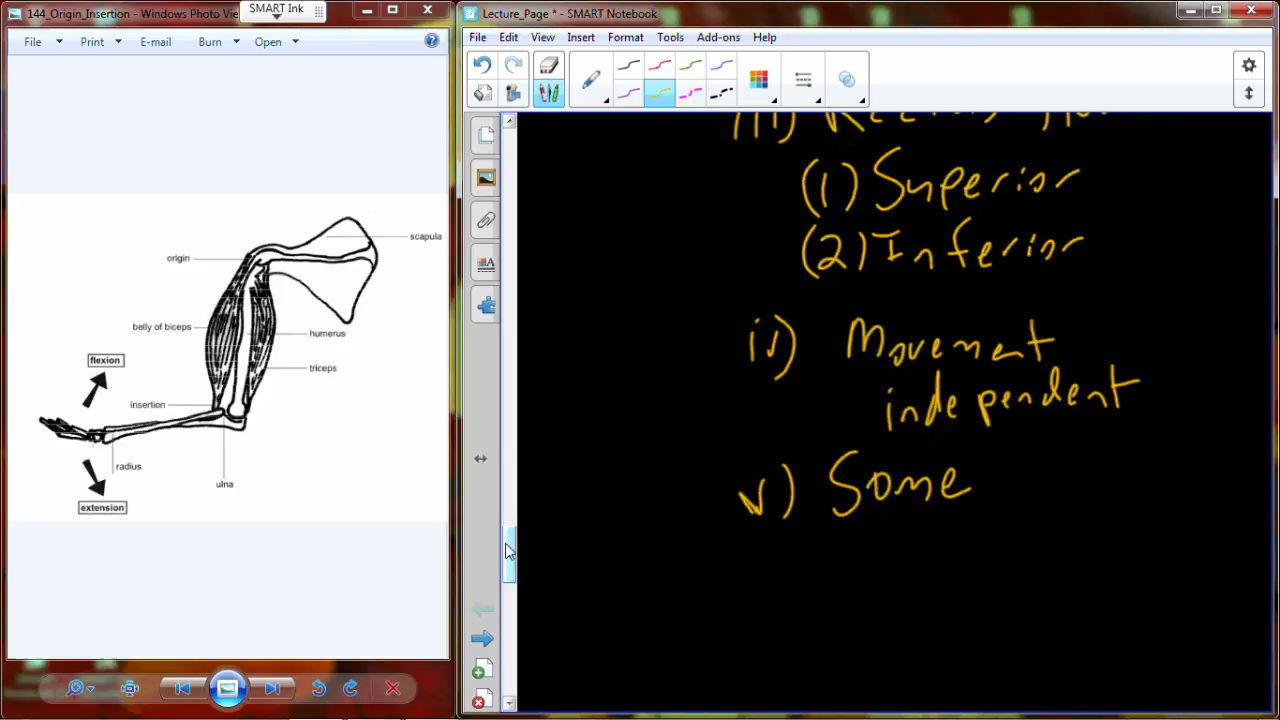 144_Origin_Insertion - Windows Photo Vie
SMART Ink
File Print E-mail Burn Open
scapula
origin
belly of biceps
humerus
flexion
triceps
insertion
radius
ulna
extension
Lecture_Page * - SMART Notebook
File Edit View Insert Format Tools Add-ons Help
iii)
(1) Superior
(2) Inferior
iv) Movement
independent
v) Some